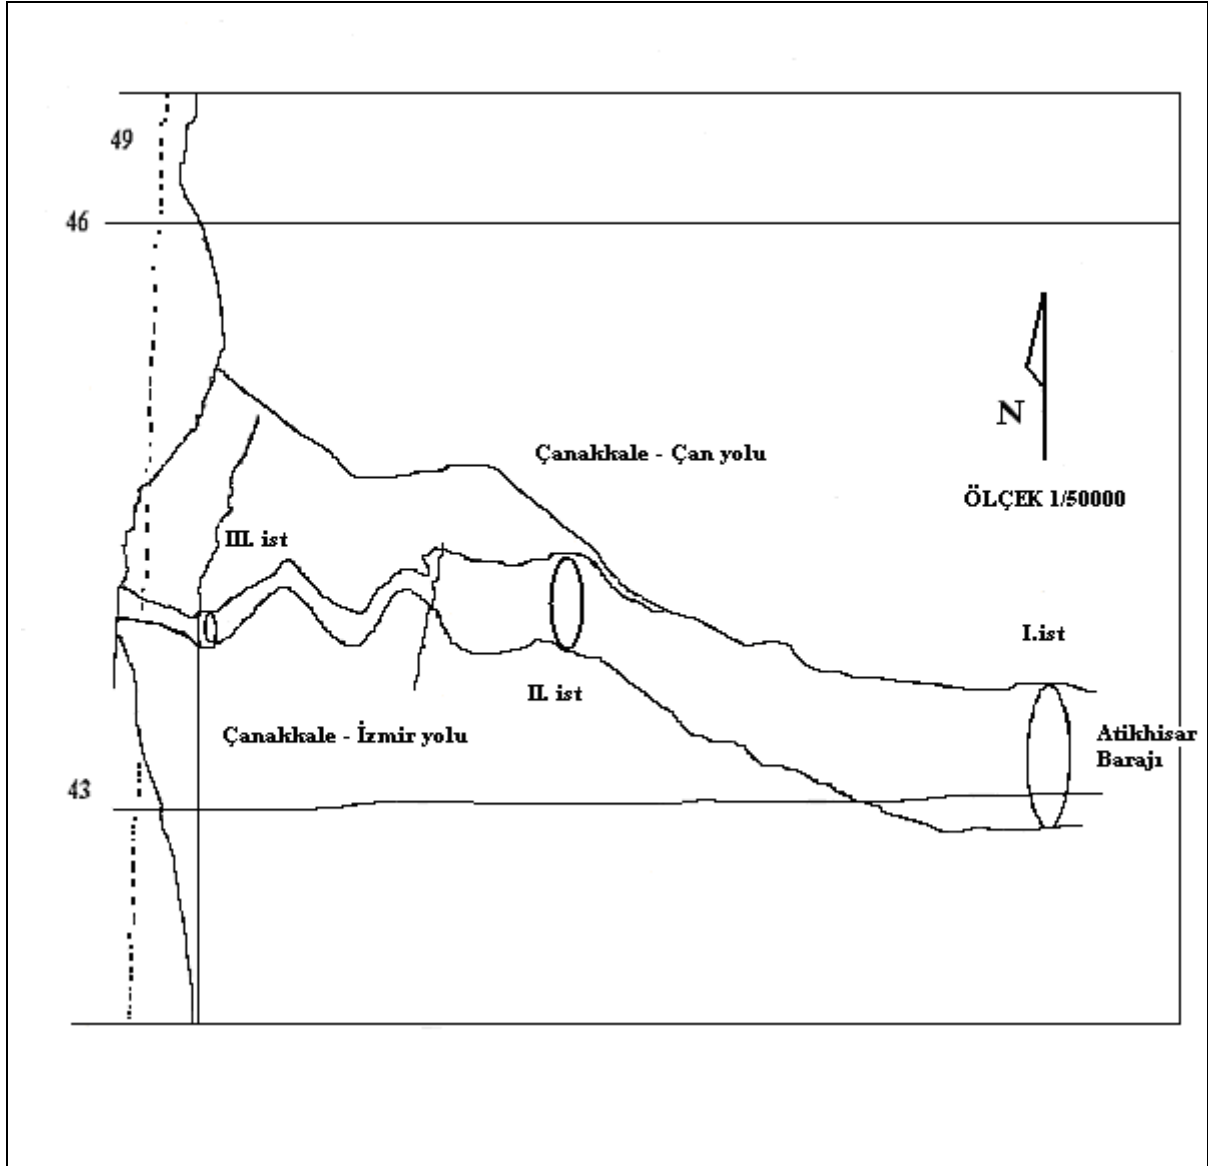 49
46
N
Çanakkale - Çan yolu
ÖLÇEK 1/50000
III. ist
I.ist
II. ist
Çanakkale - İzmir yolu
Atikhisar
Barajı
43